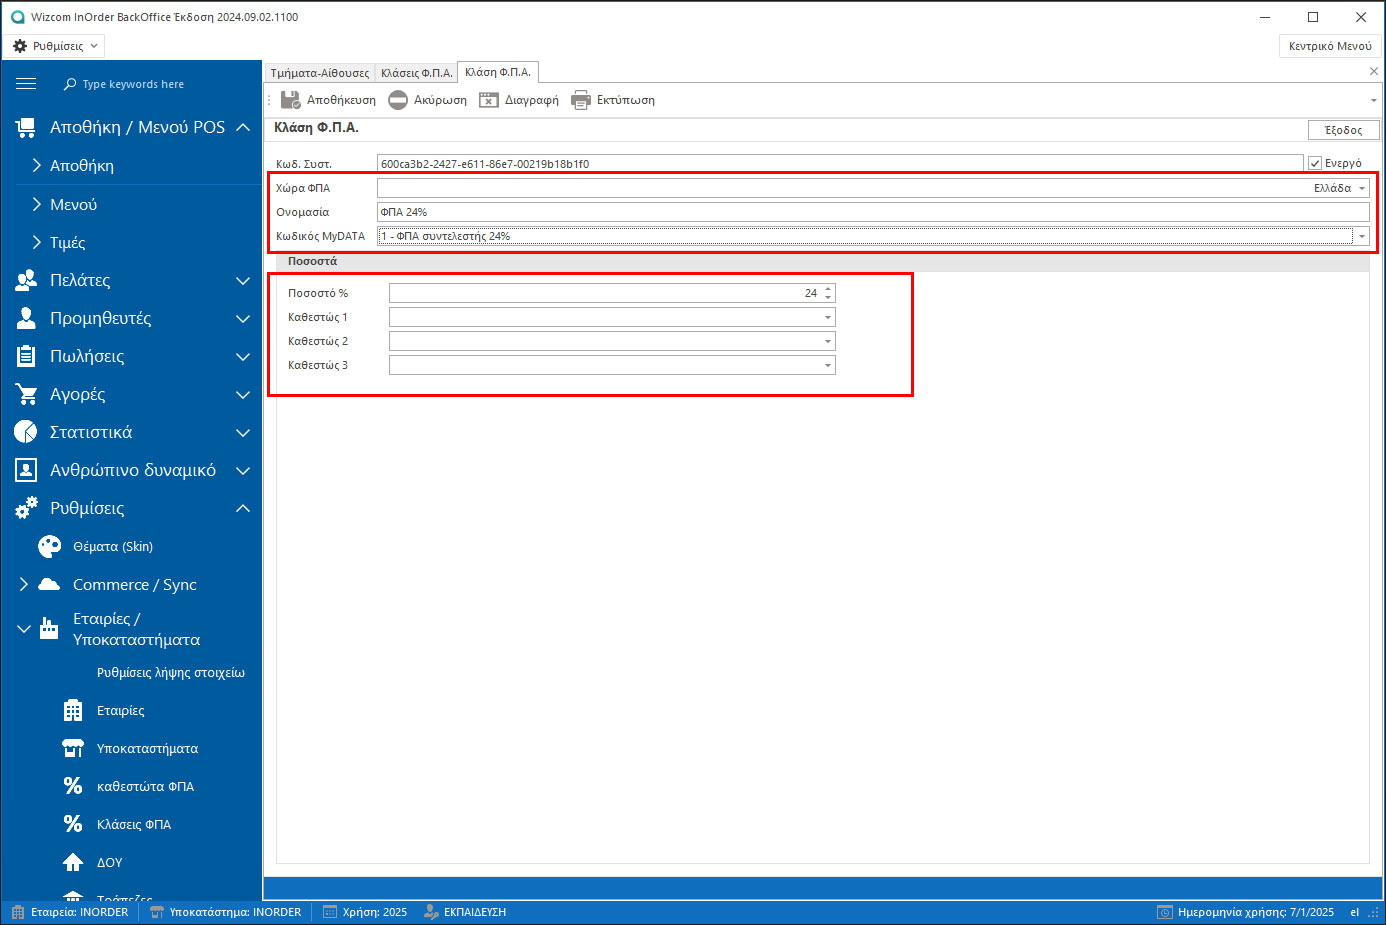 Wizcom InOrder BackOffice Έκδοση 2024.09.02.1100
Ρυθμίσεις
Κεντρικό Μενού
Type keywords here
Αποθήκη / Μενού POS
Αποθήκη
Μενού
Τιμές
Πελάτες
Προμηθευτές
Πωλήσεις
Αγορές
Στατιστικά
Ανθρώπινο δυναμικό
Ρυθμίσεις
Θέματα (Skin)
Commerce / Sync
Εταιρίες /
Υποκαταστήματα
Ρυθμίσεις λήψης στοιχείω
Εταιρίες
Υποκαταστήματα
καθεστώτα ΦΠΑ
Κλάσεις ΦΠΑ
ΔΟΥ
Τράπεζες
Τμήματα-Αίθουσες
Κλάσεις Φ.Π.Α.
Κλάση Φ.Π.Α.
Αποθήκευση
Ακύρωση
Διαγραφή
Εκτύπωση
Κλάση Φ.Π.Α.
Έξοδος
Κωδ. Συστ.
600ca3b2-2427-e611-86e7-00219b18b1f0
Ενεργό
Χώρα ΦΠΑ
Ελλάδα
Ονομασία
ΦΠΑ 24%
Κωδικός MyDATA
1 - ΦΠΑ συντελεστής 24%
Ποσοστά
Ποσοστό %
24
Καθεστώς 1
Καθεστώς 2
Καθεστώς 3
Εταιρεία: INORDER
Υποκατάστημα: INORDER
Χρήση: 2025
ΕΚΠΑΙΔΕΥΣΗ
Ημερομηνία χρήσης: 7/1/2025
el